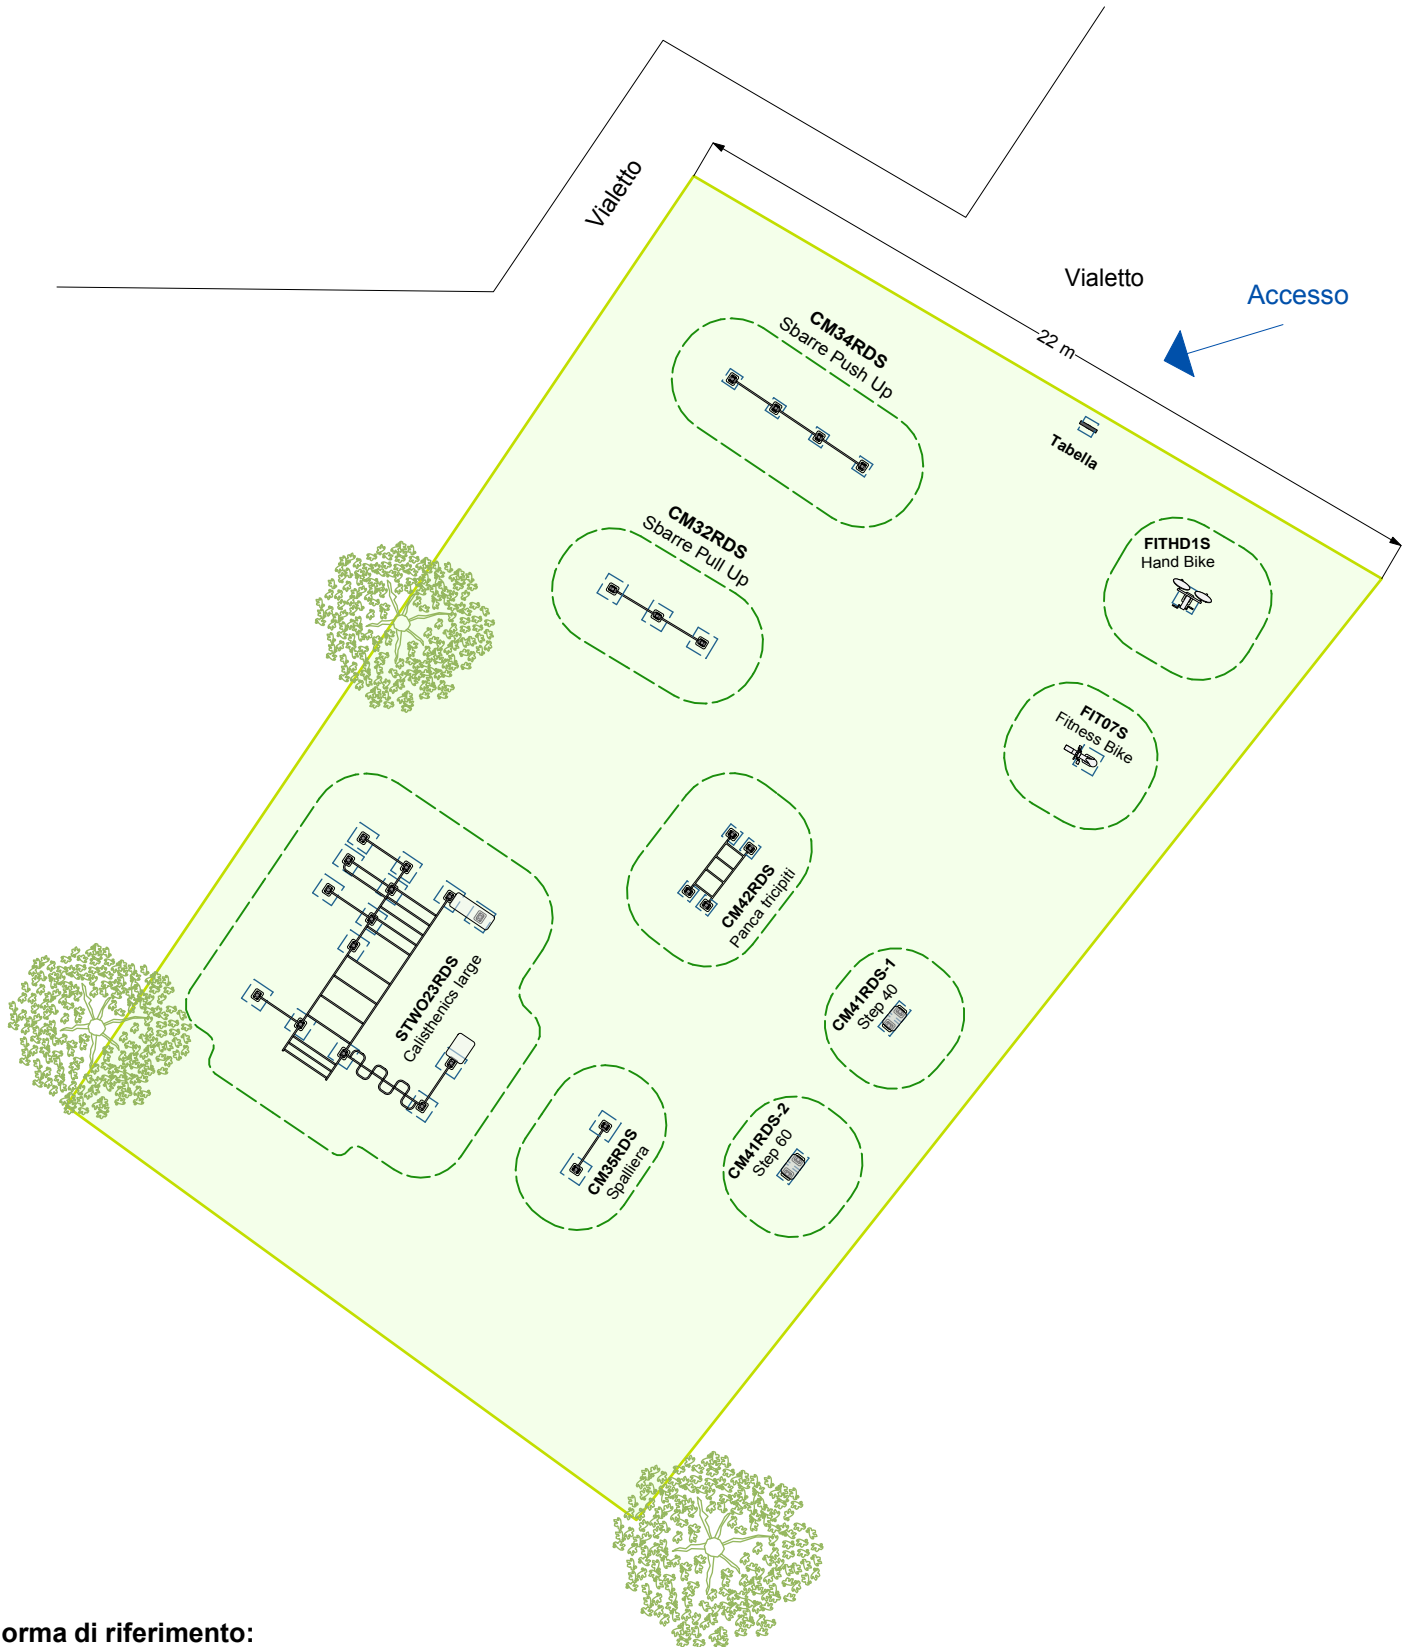 Vialetto
Vialetto
Accesso
22 m
CM34RDS
Sbarre Push Up
Tabella
CM32RDS
Sbarre Pull Up
FITHD1S
Hand Bike
FIT07S
Fitness Bike
CM42RDS
Panca tricipiti
STWO23RDS
Calisthenics large
CM41RDS-1
Step 40
CM41RDS-2
Step 60
CM35RDS
Spalliera
orma di riferimento: